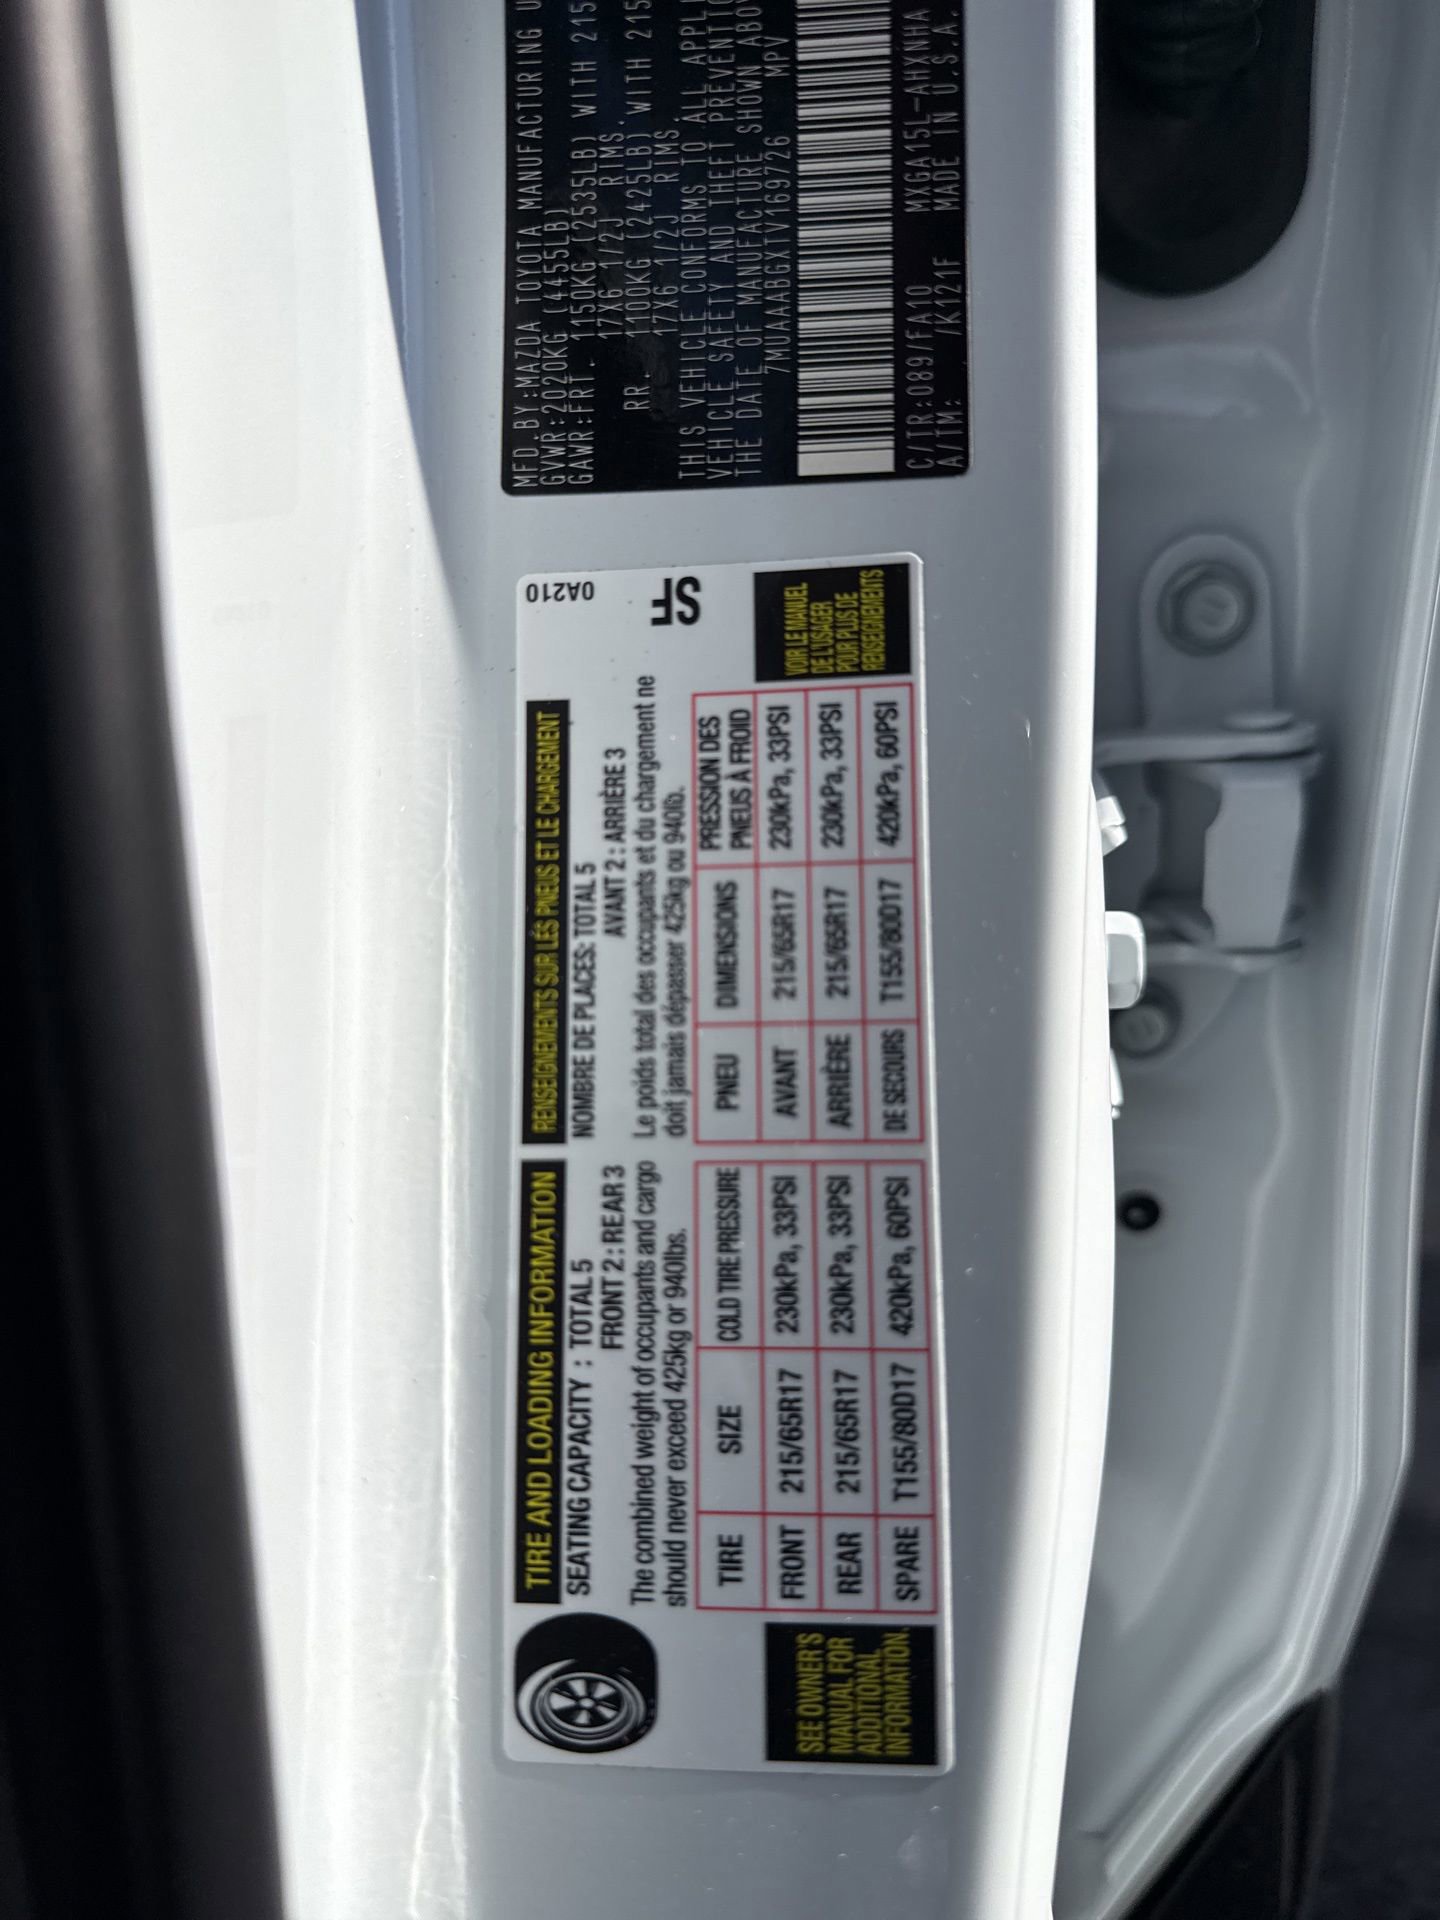 TIRE AND LOADING INFORMATION
SEATING CAPACITY : TOTAL 5
FRONT 2 : REAR 3
The combined weight of occupants and cargo
should never exceed 425kg or 940lbs.
TIRE SIZE COLD TIRE PRESSURE
FRONT 215/65R17 230kPa, 33PSI
REAR 215/65R17 230kPa, 33PSI
SPARE T155/80D17 420kPa, 60PSI
SEE OWNER'S
MANUAL FOR
ADDITIONAL
INFORMATION.
RENSEIGNEMENTS SUR LES PNEUS ET LE CHARGEMENT
NOMBRE DE PLACES: TOTAL 5
AVANT 2 : ARRIÈRE 3
Le poids total des occupants et du chargement ne
doit jamais dépasser 425kg ou 940lb.
PNEU DIMENSIONS PRESSION DES
PNEUS À FROID
AVANT 215/65R17 230kPa, 33PSI
ARRIÈRE 215/65R17 230kPa, 33PSI
DE SECOURS T155/80D17 420kPa, 60PSI
VOIR LE MANUEL
DE L'USAGER
POUR PLUS DE
RENSEIGNEMENTS
0A210
SF
MFD.BY:MAZDA TOYOTA MANUFACTURING U
GVWR:2020KG (4455LB)
GAWR:FRT. 1150KG (2535LB) WITH 215
17X6 1/2J RIMS.
RR. 1100KG (2425LB) WITH 215
17X6 1/2J RIMS
THIS VEHICLE CONFORMS TO ALL APPLI
VEHICLE SAFETY AND THEFT PREVENTIO
THE DATE OF MANUFACTURE SHOWN ABOV
7MUAABGXTV169726 MPV
C/TR:089/FA10 MXGA15L-AHXNHA
A/TM: /K121F MADE IN U.S.A.